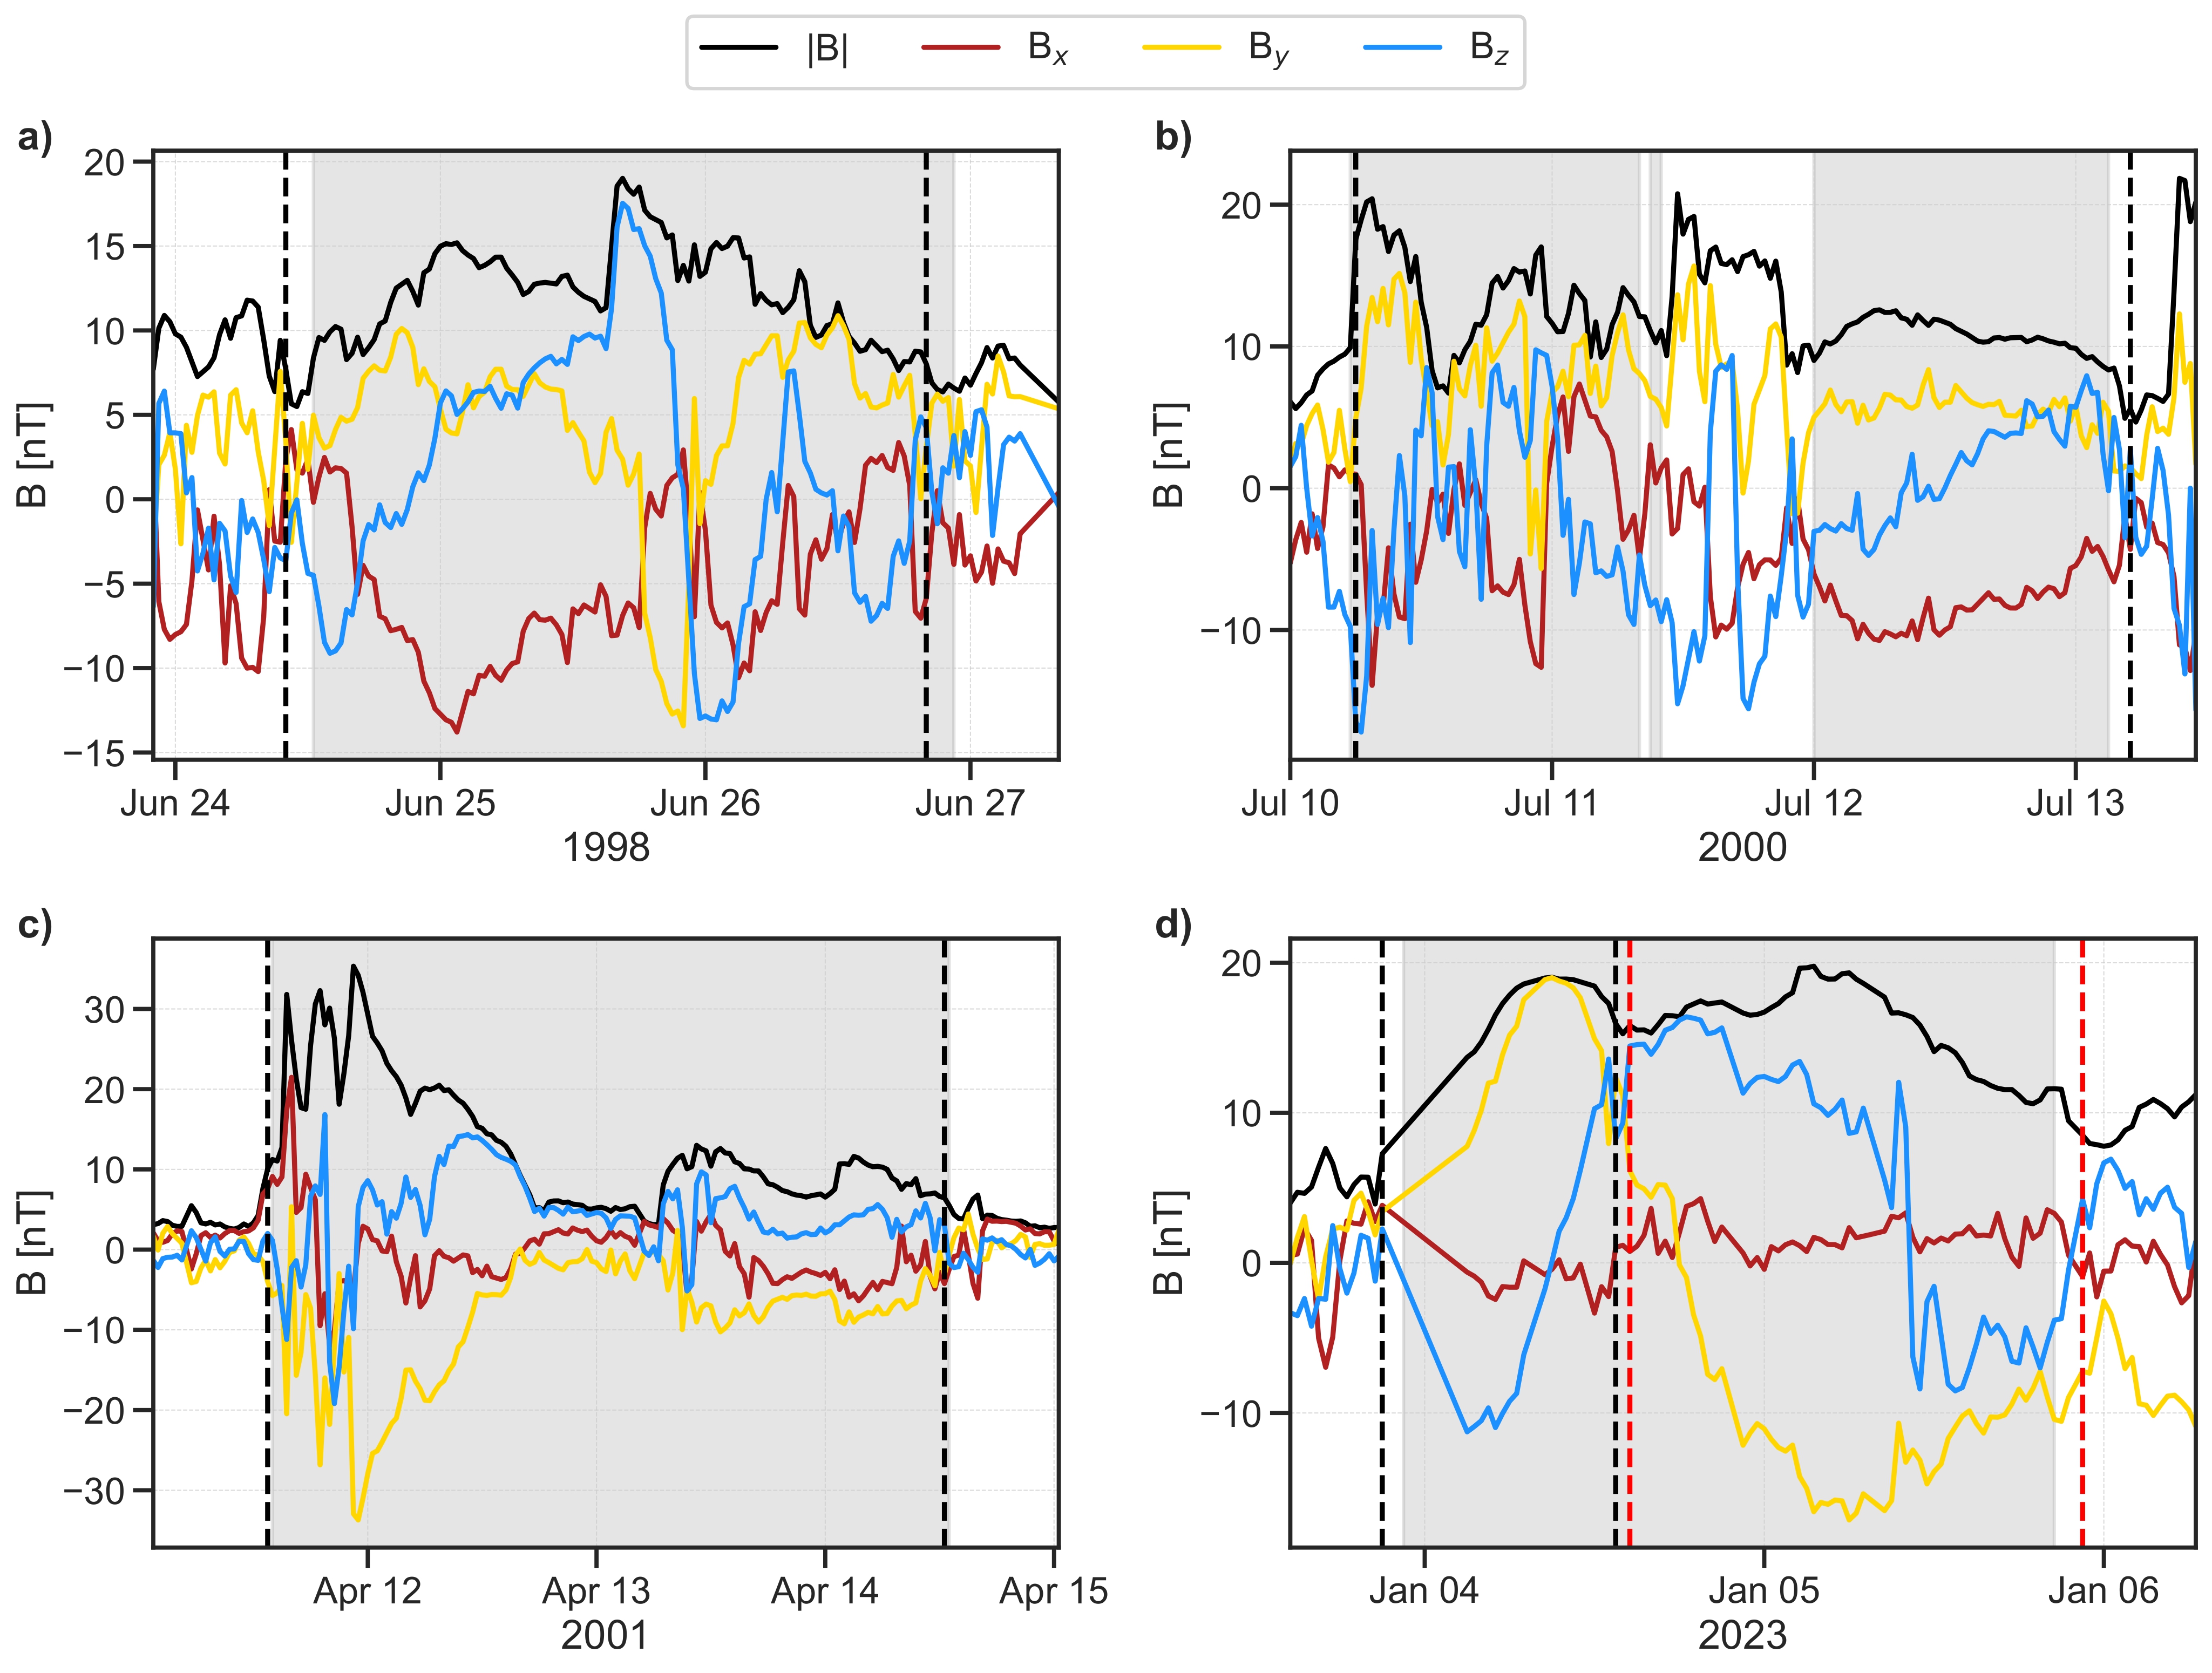 |B| Bx By Bz
a)
20
15
10
5
0
−5
−10
−15
B [nT]
Jun 24 Jun 25 Jun 26 Jun 27
1998
b)
20
10
0
−10
B [nT]
Jul 10 Jul 11 Jul 12 Jul 13
2000
c)
30
20
10
0
−10
−20
−30
B [nT]
Apr 12 Apr 13 Apr 14 Apr 15
2001
d)
20
10
0
−10
B [nT]
Jan 04 Jan 05 Jan 06
2023